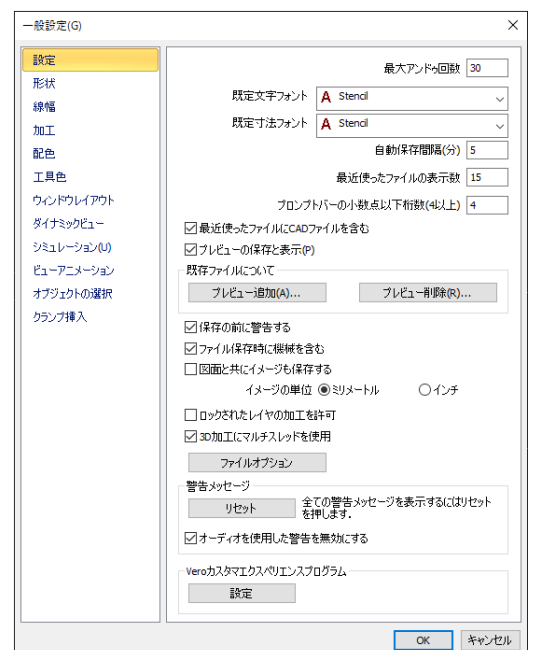 一般設定(G)
設定
形状
線幅
加工
配色
工具色
ウィンドウレイアウト
ダイナミックビュー
シミュレーション(U)
ビューアニメーション
オブジェクトの選択
クランプ挿入
最大アンドゥ回数 30
既定文字フォント A Stencil
既定寸法フォント A Stencil
自動保存間隔(分) 5
最近使ったファイルの表示数 15
プロンプトバーの小数点以下桁数(4以上) 4
最近使ったファイルにCADファイルを含む
プレビューの保存と表示(P)
既存ファイルについて
プレビュー追加(A)... プレビュー削除(R)...
保存の前に警告する
ファイル保存時に機械を含む
図面と共にイメージも保存する
イメージの単位 ミリメートル インチ
ロックされたレイヤの加工を許可
3D加工にマルチスレッドを使用
ファイルオプション
警告メッセージ
リセット 全ての警告メッセージを表示するにはリセット
を押します.
オーディオを使用した警告を無効にする
Veroカスタマエクスペリエンスプログラム
設定
OK キャンセル